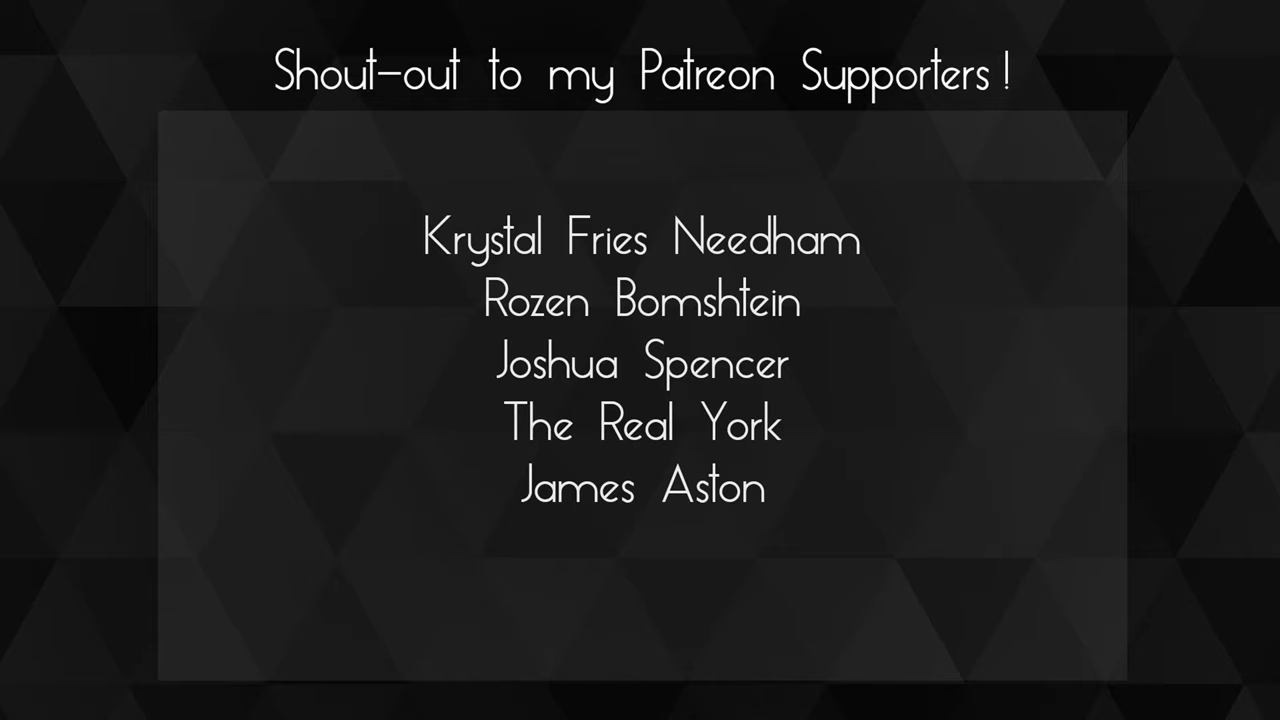 Shout-out to my Patreon Supporters!
Krystal Fries Needham
Rozen Bomshtein
Joshua Spencer
The Real York
James Aston